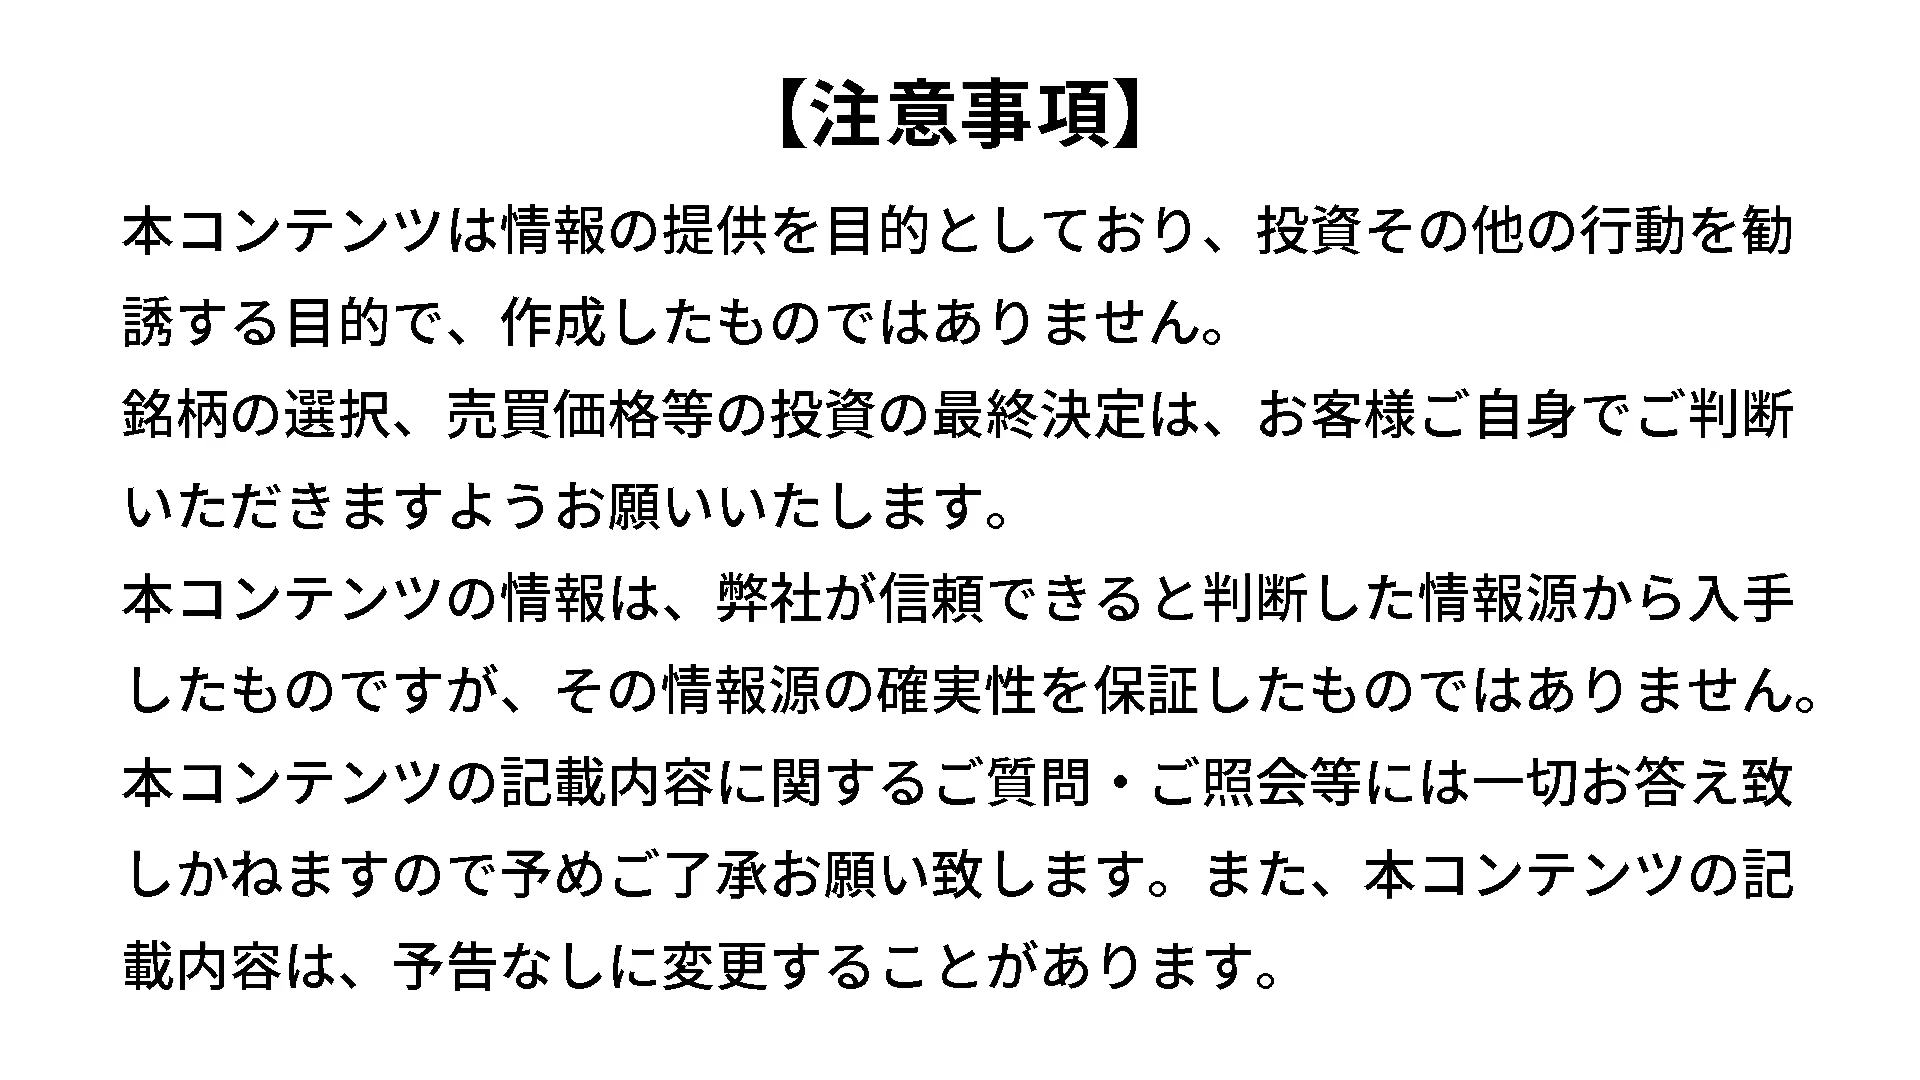 【注意事項】
本コンテンツは情報の提供を目的としており、投資その他の行動を勧
誘する目的で、作成したものではありません。
銘柄の選択、売買価格等の投資の最終決定は、お客様ご自身でご判断
いただきますようお願いいたします。
本コンテンツの情報は、弊社が信頼できると判断した情報源から入手
したものですが、その情報源の確実性を保証したものではありません。
本コンテンツの記載内容に関するご質問・ご照会等には一切お答え致
しかねますので予めご了承お願い致します。また、本コンテンツの記
載内容は、予告なしに変更することがあります。